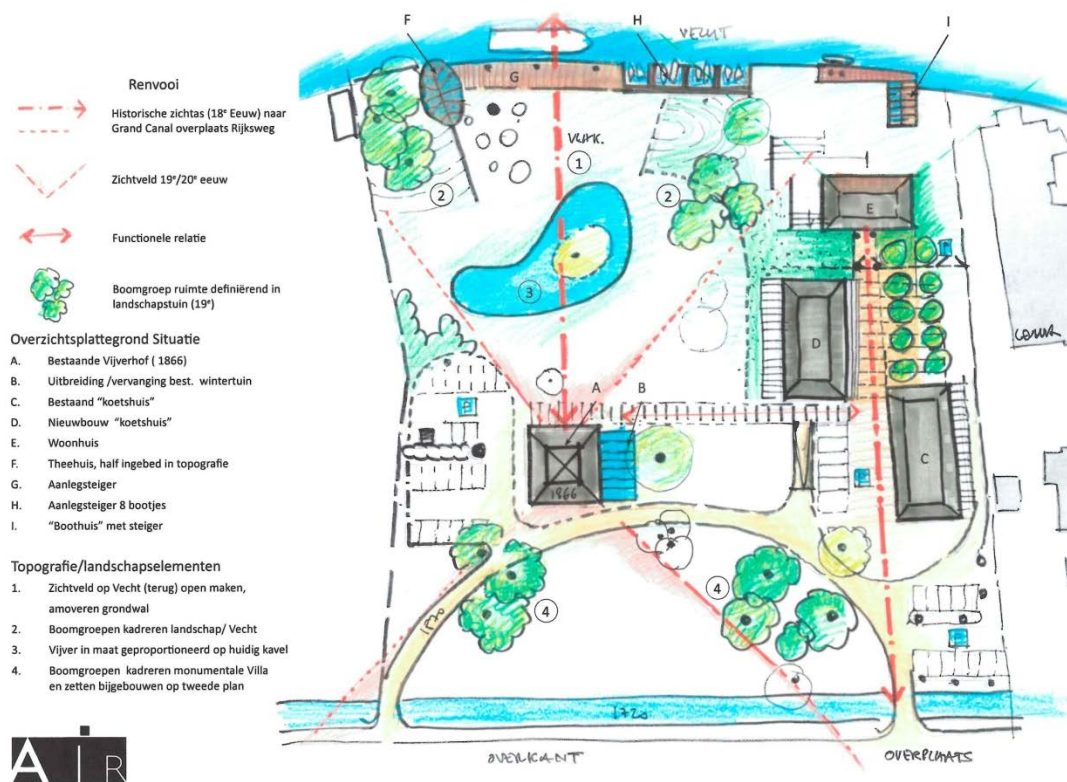 Renvooi
Historische zichtas (18e Eeuw) naar
Grand Canal overplaats Rijksweg
Zichtveld 19e/20e eeuw
Functionele relatie
Boomgroep ruimte definiërend in
landschapstuin (19e)
Overzichtsplattegrond Situatie
A. Bestaande Vijverhof ( 1866)
B. Uitbreiding /vervanging best. wintertuin
C. Bestaand “koetshuis”
D. Nieuwbouw “koetshuis”
E. Woonhuis
F. Theehuis, half ingebed in topografie
G. Aanlegsteiger
H. Aanlegsteiger 8 bootjes
I. “Boothuis” met steiger
Topografie/landschapselementen
1. Zichtveld op Vecht (terug) open maken,
amoveren grondwal
2. Boomgroepen kadreren landschap/ Vecht
3. Vijver in maat geproportioneerd op huidig kavel
4. Boomgroepen kadreren monumentale Villa
en zetten bijgebouwen op tweede plan
AiR
F
H
I
VECHT
G
VLAK.
1
2
2
E
3
D
A
B
C
1866
4
4
1870
1720
OVERKANT
OVERPLAATS